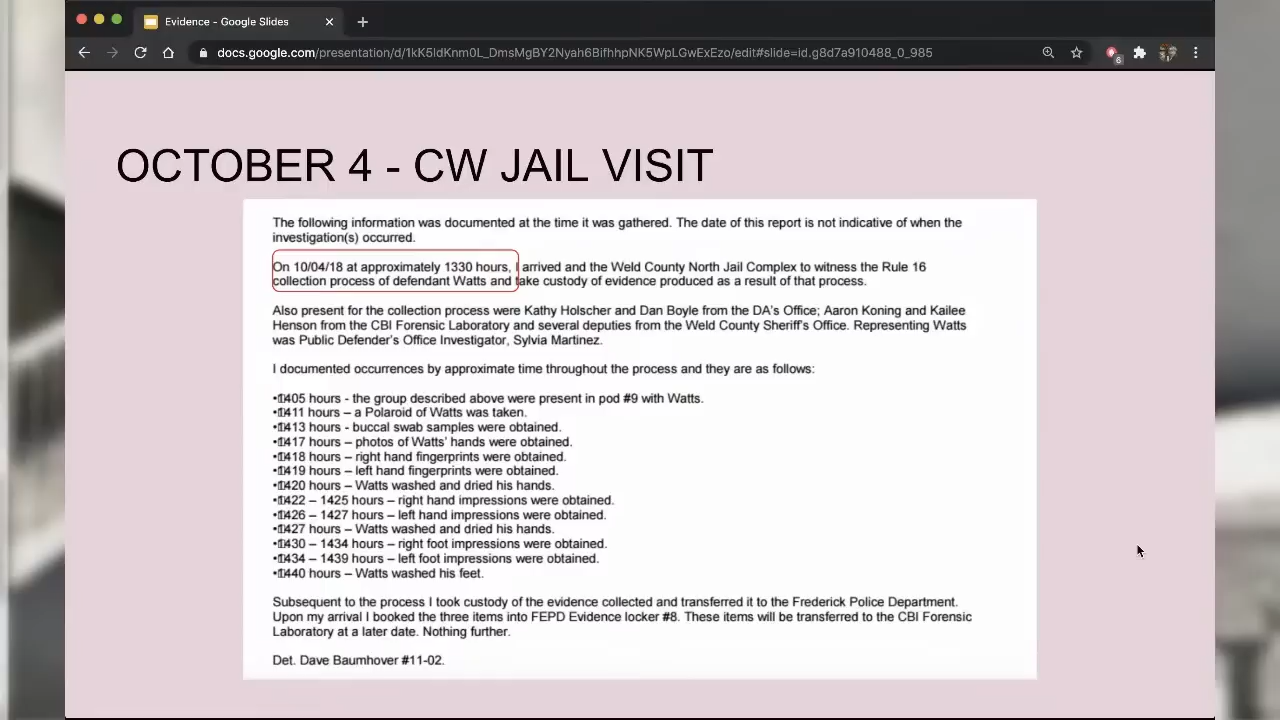 Evidence - Google Slides
docs.google.com/presentation/d/1kK5IdKnm0L_DmsMgBY2Nyah6BifhhpNK5WpLGwExEzo/edit#slide=id.g8d7a910488_0_985
6
OCTOBER 4 - CW JAIL VISIT
The following information was documented at the time it was gathered. The date of this report is not indicative of when the
investigation(s) occurred.
On 10/04/18 at approximately 1330 hours, I arrived and the Weld County North Jail Complex to witness the Rule 16
collection process of defendant Watts and take custody of evidence produced as a result of that process.
Also present for the collection process were Kathy Holscher and Dan Boyle from the DA's Office; Aaron Koning and Kailee
Henson from the CBI Forensic Laboratory and several deputies from the Weld County Sheriff's Office. Representing Watts
was Public Defender's Office Investigator, Sylvia Martinez.
I documented occurrences by approximate time throughout the process and they are as follows:
•1405 hours - the group described above were present in pod #9 with Watts.
•1411 hours – a Polaroid of Watts was taken.
•1413 hours - buccal swab samples were obtained.
•1417 hours – photos of Watts' hands were obtained.
•1418 hours – right hand fingerprints were obtained.
•1419 hours – left hand fingerprints were obtained.
•1420 hours – Watts washed and dried his hands.
•1422 – 1425 hours – right hand impressions were obtained.
•1426 – 1427 hours – left hand impressions were obtained.
•1427 hours – Watts washed and dried his hands.
•1430 – 1434 hours – right foot impressions were obtained.
•1434 – 1439 hours – left foot impressions were obtained.
•1440 hours – Watts washed his feet.
Subsequent to the process I took custody of the evidence collected and transferred it to the Frederick Police Department.
Upon my arrival I booked the three items into FEPD Evidence locker #8. These items will be transferred to the CBI Forensic
Laboratory at a later date. Nothing further.
Det. Dave Baumhover #11-02.